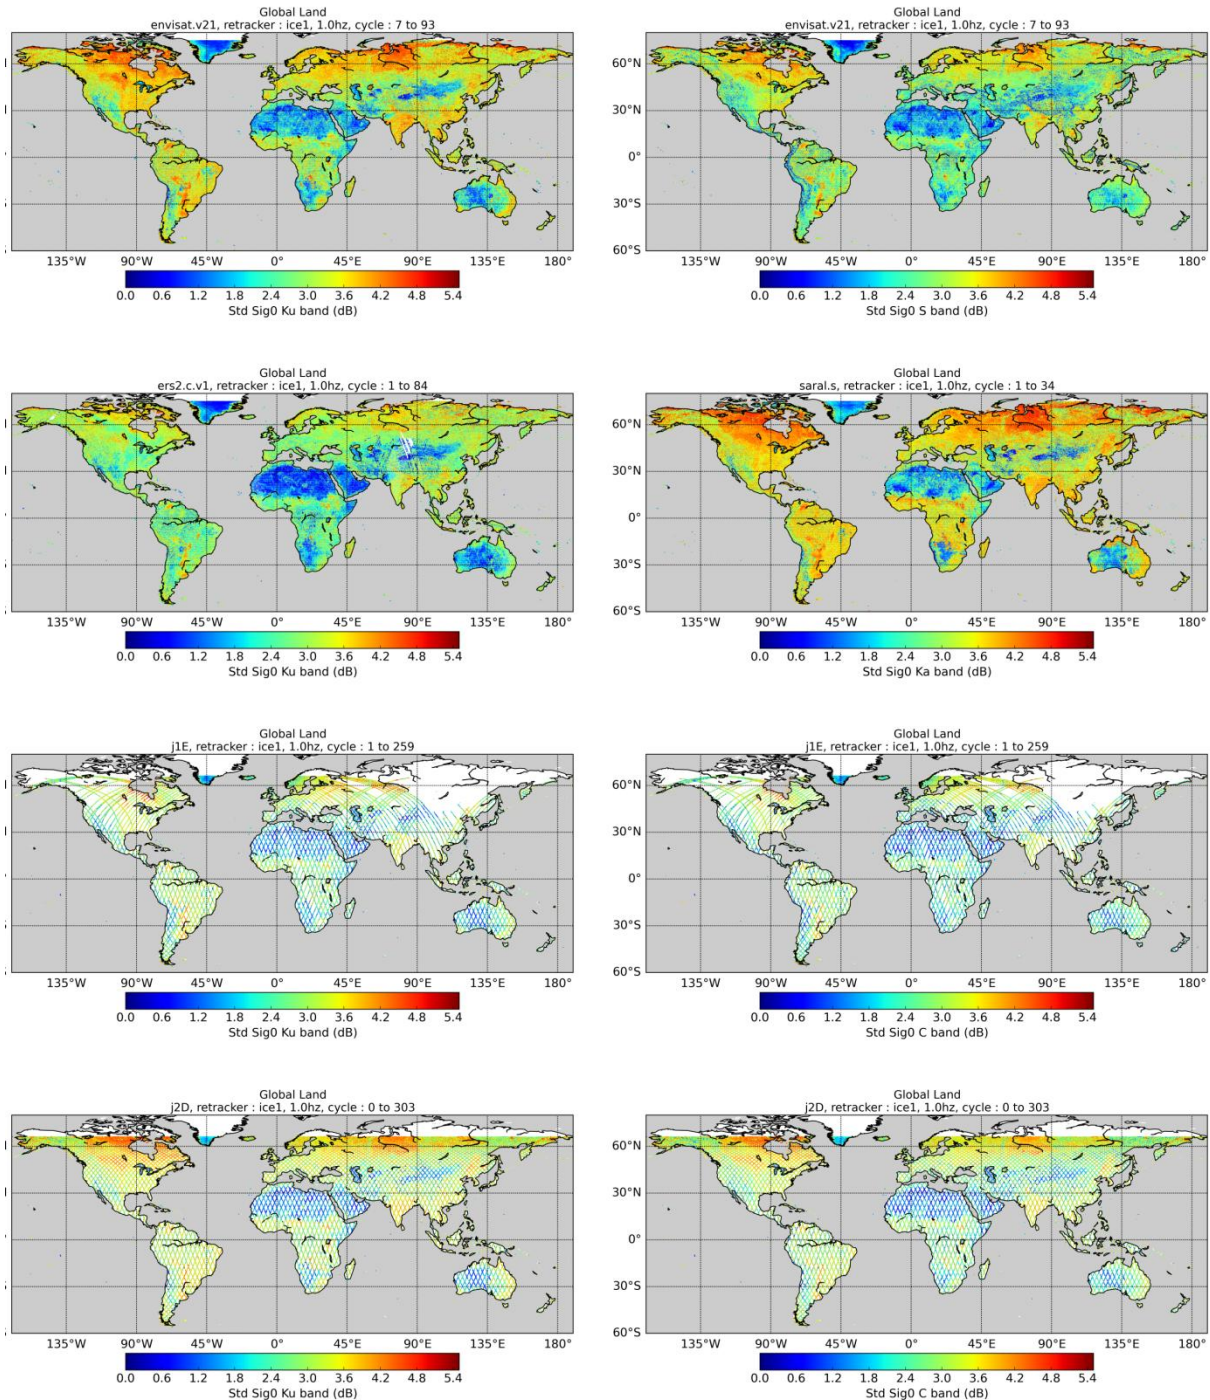 Global Land
envisat.v21, retracker : ice1, 1.0hz, cycle : 7 to 93
135°W 90°W 45°W 0° 45°E 90°E 135°E 180°
0.0 0.6 1.2 1.8 2.4 3.0 3.6 4.2 4.8 5.4
Std Sig0 Ku band (dB)
Global Land
envisat.v21, retracker : ice1, 1.0hz, cycle : 7 to 93
60°N
30°N
0°
30°S
60°S
135°W 90°W 45°W 0° 45°E 90°E 135°E 180°
0.0 0.6 1.2 1.8 2.4 3.0 3.6 4.2 4.8 5.4
Std Sig0 S band (dB)
Global Land
ers2.c.v1, retracker : ice1, 1.0hz, cycle : 1 to 84
135°W 90°W 45°W 0° 45°E 90°E 135°E 180°
0.0 0.6 1.2 1.8 2.4 3.0 3.6 4.2 4.8 5.4
Std Sig0 Ku band (dB)
Global Land
saral.s, retracker : ice1, 1.0hz, cycle : 1 to 34
60°N
30°N
0°
30°S
60°S
135°W 90°W 45°W 0° 45°E 90°E 135°E 180°
0.0 0.6 1.2 1.8 2.4 3.0 3.6 4.2 4.8 5.4
Std Sig0 Ka band (dB)
Global Land
j1E, retracker : ice1, 1.0hz, cycle : 1 to 259
135°W 90°W 45°W 0° 45°E 90°E 135°E 180°
0.0 0.6 1.2 1.8 2.4 3.0 3.6 4.2 4.8 5.4
Std Sig0 Ku band (dB)
Global Land
j1E, retracker : ice1, 1.0hz, cycle : 1 to 259
60°N
30°N
0°
30°S
60°S
135°W 90°W 45°W 0° 45°E 90°E 135°E 180°
0.0 0.6 1.2 1.8 2.4 3.0 3.6 4.2 4.8 5.4
Std Sig0 C band (dB)
Global Land
j2D, retracker : ice1, 1.0hz, cycle : 0 to 303
135°W 90°W 45°W 0° 45°E 90°E 135°E 180°
0.0 0.6 1.2 1.8 2.4 3.0 3.6 4.2 4.8 5.4
Std Sig0 Ku band (dB)
Global Land
j2D, retracker : ice1, 1.0hz, cycle : 0 to 303
60°N
30°N
0°
30°S
60°S
135°W 90°W 45°W 0° 45°E 90°E 135°E 180°
0.0 0.6 1.2 1.8 2.4 3.0 3.6 4.2 4.8 5.4
Std Sig0 C band (dB)